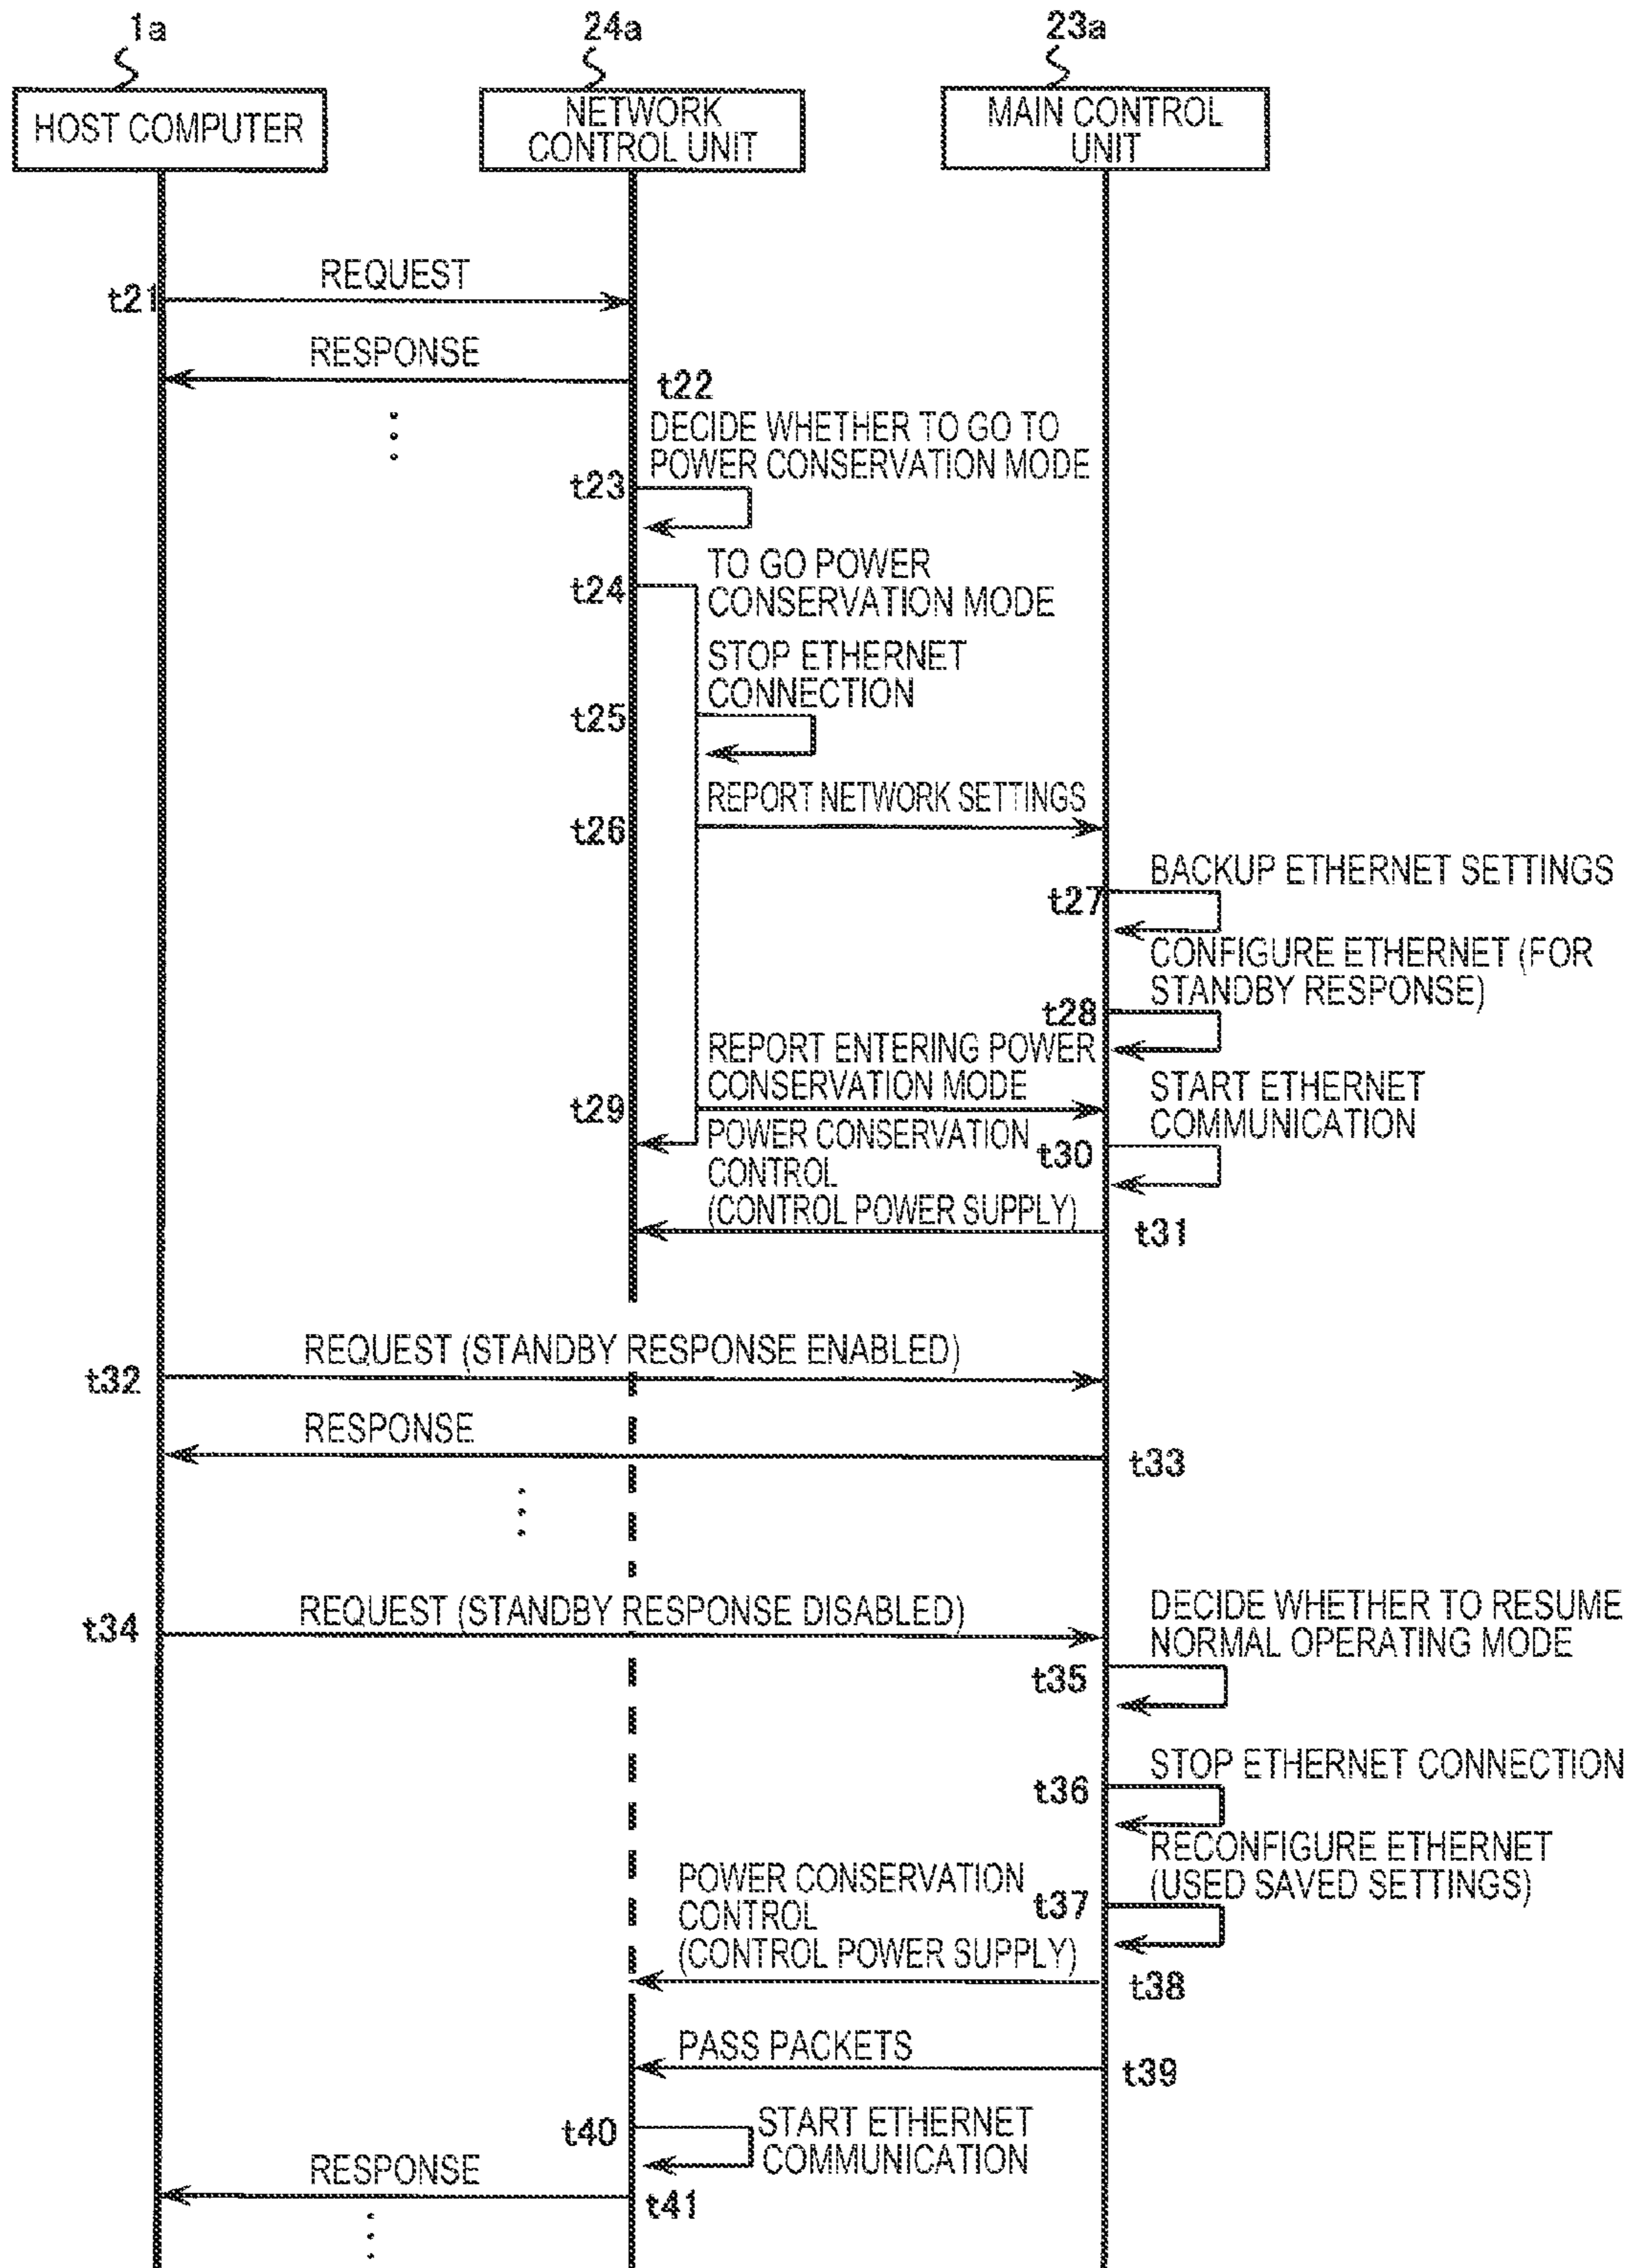 1a
24a
23a
HOST COMPUTER
NETWORK
CONTROL UNIT
MAIN CONTROL
UNIT
REQUEST
t21
RESPONSE
t22
DECIDE WHETHER TO GO TO
POWER CONSERVATION MODE
t23
TO GO POWER
CONSERVATION MODE
t24
STOP ETHERNET
CONNECTION
t25
REPORT NETWORK SETTINGS
t26
BACKUP ETHERNET SETTINGS
t27
CONFIGURE ETHERNET (FOR
STANDBY RESPONSE)
t28
REPORT ENTERING POWER
CONSERVATION MODE
t29
START ETHERNET
COMMUNICATION
t30
POWER CONSERVATION
CONTROL
(CONTROL POWER SUPPLY)
t31
REQUEST (STANDBY RESPONSE ENABLED)
t32
RESPONSE
t33
REQUEST (STANDBY RESPONSE DISABLED)
t34
DECIDE WHETHER TO RESUME
NORMAL OPERATING MODE
t35
STOP ETHERNET CONNECTION
t36
RECONFIGURE ETHERNET
(USED SAVED SETTINGS)
t37
POWER CONSERVATION
CONTROL
(CONTROL POWER SUPPLY)
t38
PASS PACKETS
t39
START ETHERNET
COMMUNICATION
t40
RESPONSE
t41